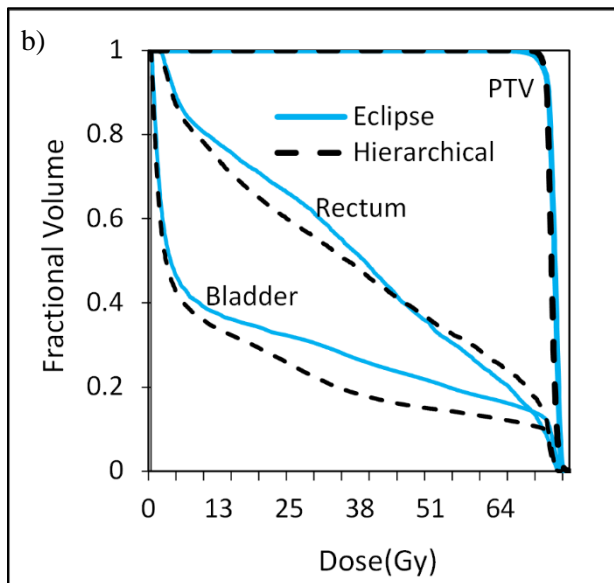 b)
1
PTV
Eclipse
0.8
Hierarchical
Fractional Volume
0.6
Rectum
0.4
Bladder
0.2
0
0 13 25 38 51 64
Dose(Gy)